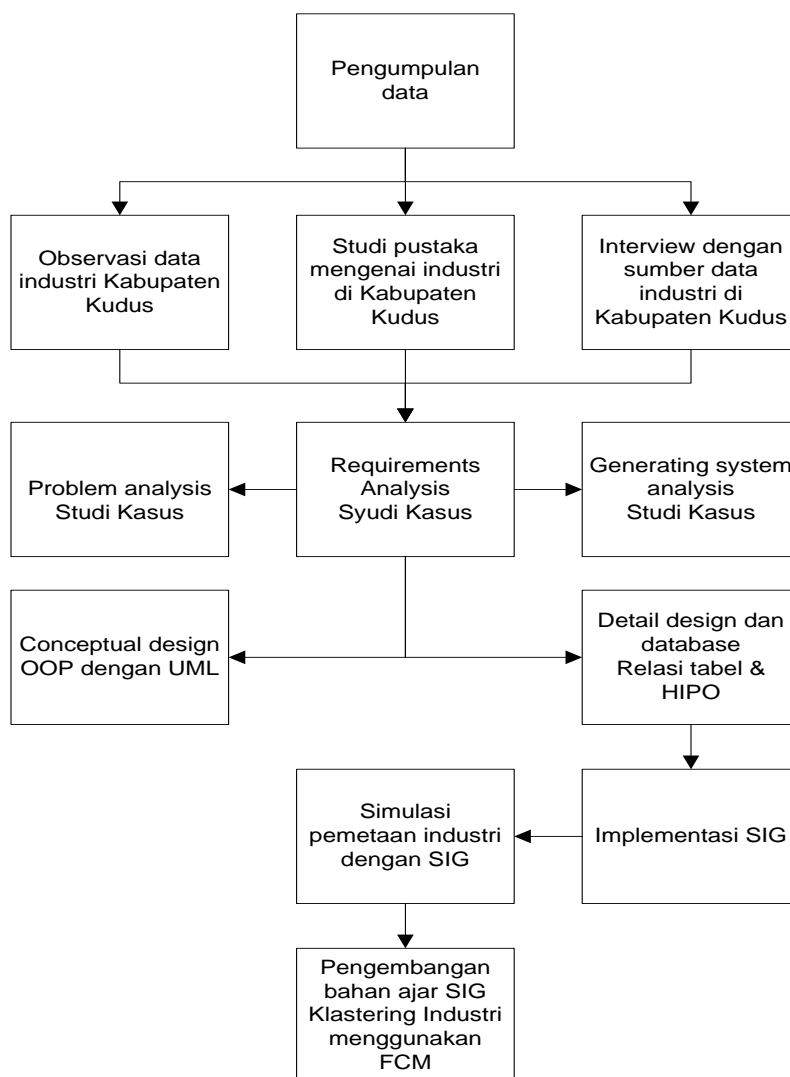 Pengumpulan
data
Observasi data
industri Kabupaten
Kudus
Studi pustaka
mengenai industri
di Kabupaten
Kudus
Interview dengan
sumber data
industri di
Kabupaten Kudus
Problem analysis
Studi Kasus
Requirements
Analysis
Syudi Kasus
Generating system
analysis
Studi Kasus
Conceptual design
OOP dengan UML
Detail design dan
database
Relasi tabel &
HIPO
Simulasi
pemetaan industri
dengan SIG
Implementasi SIG
Pengembangan
bahan ajar SIG
Klastering Industri
menggunakan
FCM